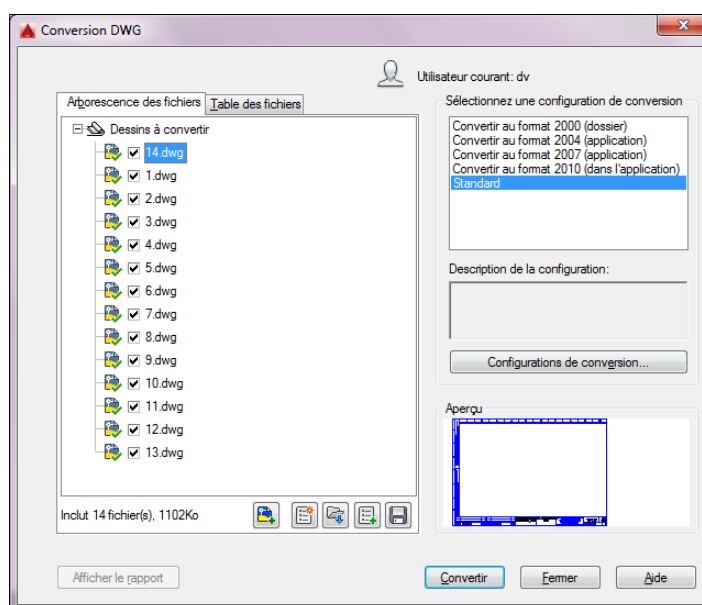 Conversion DWG
Utilisateur courant: dv
Arborescence des fichiers
Table des fichiers
Dessins à convertir
14.dwg
1.dwg
2.dwg
3.dwg
4.dwg
5.dwg
6.dwg
7.dwg
8.dwg
9.dwg
10.dwg
11.dwg
12.dwg
13.dwg
Inclut 14 fichier(s), 1102Ko
Sélectionnez une configuration de conversion
Convertir au format 2000 (dossier)
Convertir au format 2004 (application)
Convertir au format 2007 (application)
Convertir au format 2010 (dans l'application)
Standard
Description de la configuration:
Configurations de conversion...
Aperçu
Afficher le rapport
Convertir
Fermer
Aide